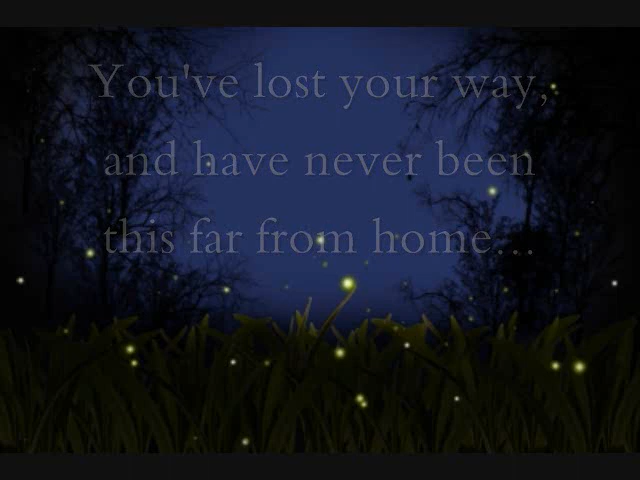 You've lost your way,
and have never been
this far from home...